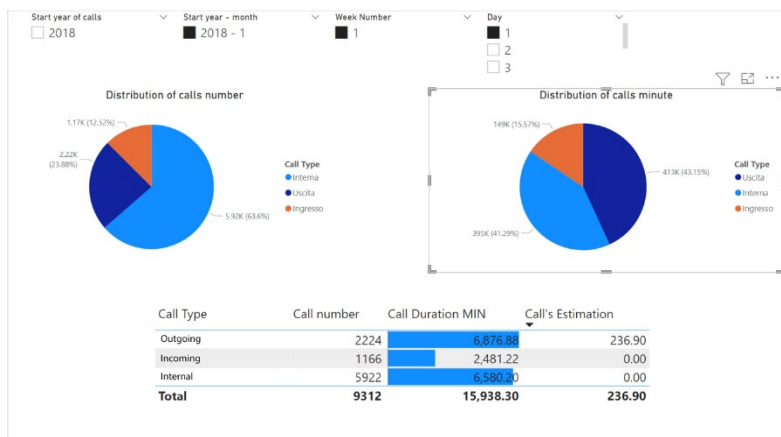 Start year of calls
2018
Start year - month
2018 - 1
Week Number
1
Day
1
2
3
Distribution of calls number
1.17K (12.52%)
2.22K
(23.88%)
5.92K (63.6%)
Call Type
Interna
Uscita
Ingresso
Distribution of calls minute
149K (15.57%)
413K (43.15%)
395K (41.29%)
Call Type
Uscita
Interna
Ingresso
Call Type Call number Call Duration MIN Call's Estimation
Outgoing 2224 6,876.88 236.90
Incoming 1166 2,481.22 0.00
Internal 5922 6,580.20 0.00
Total 9312 15,938.30 236.90